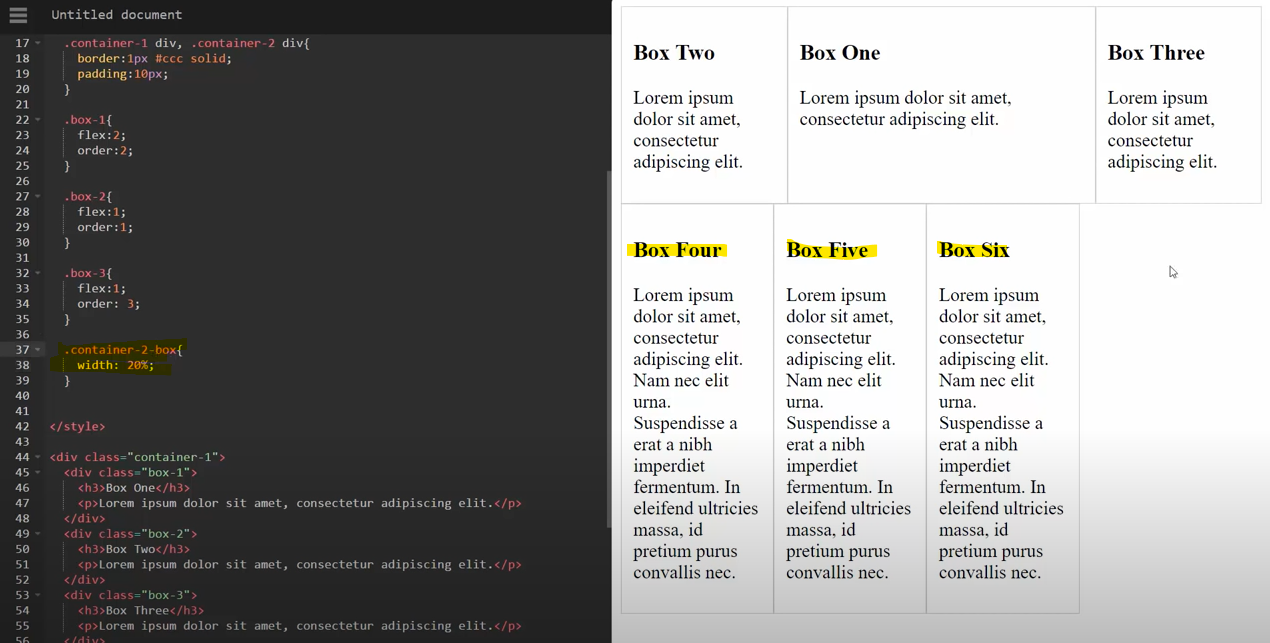 Untitled document
17 .container-1 div, .container-2 div{
18 border:1px #ccc solid;
19 padding:10px;
20 }
21
22 .box-1{
23 flex:2;
24 order:2;
25 }
26
27 .box-2{
28 flex:1;
29 order:1;
30 }
31
32 .box-3{
33 flex:1;
34 order: 3;
35 }
36
37 .container-2-box{
38 width: 20%;
39 }
40
41
42 </style>
43
44 <div class="container-1">
45 <div class="box-1">
46 <h3>Box One</h3>
47 <p>Lorem ipsum dolor sit amet, consectetur adipiscing elit.</p>
48 </div>
49 <div class="box-2">
50 <h3>Box Two</h3>
51 <p>Lorem ipsum dolor sit amet, consectetur adipiscing elit.</p>
52 </div>
53 <div class="box-3">
54 <h3>Box Three</h3>
55 <p>Lorem ipsum dolor sit amet, consectetur adipiscing elit.</p>
56 </div>
Box Two
Lorem ipsum
dolor sit amet,
consectetur
adipiscing elit.
Box One
Lorem ipsum dolor sit amet,
consectetur adipiscing elit.
Box Three
Lorem ipsum
dolor sit amet,
consectetur
adipiscing elit.
Box Four
Lorem ipsum
dolor sit amet,
consectetur
adipiscing elit.
Nam nec elit
urna.
Suspendisse a
erat a nibh
imperdiet
fermentum. In
eleifend ultricies
massa, id
pretium purus
convallis nec.
Box Five
Lorem ipsum
dolor sit amet,
consectetur
adipiscing elit.
Nam nec elit
urna.
Suspendisse a
erat a nibh
imperdiet
fermentum. In
eleifend ultricies
massa, id
pretium purus
convallis nec.
Box Six
Lorem ipsum
dolor sit amet,
consectetur
adipiscing elit.
Nam nec elit
urna.
Suspendisse a
erat a nibh
imperdiet
fermentum. In
eleifend ultricies
massa, id
pretium purus
convallis nec.